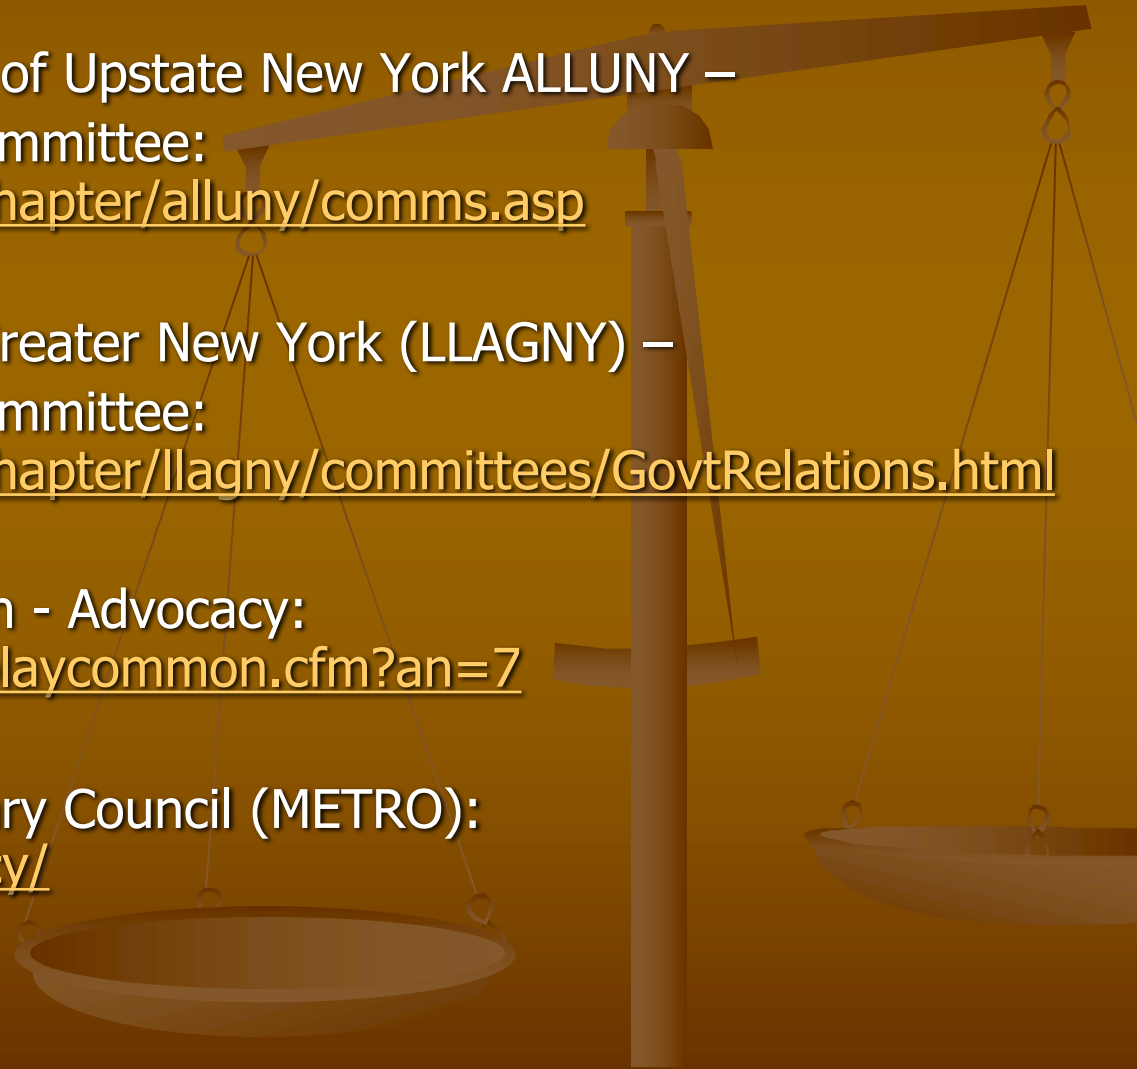 of Upstate New York ALLUNY –
mmittee:
hapter/alluny/comms.asp
reater New York (LLAGNY) –
mmittee:
hapter/llagny/committees/GovtRelations.html
n - Advocacy:
laycommon.cfm?an=7
ry Council (METRO):
cy/